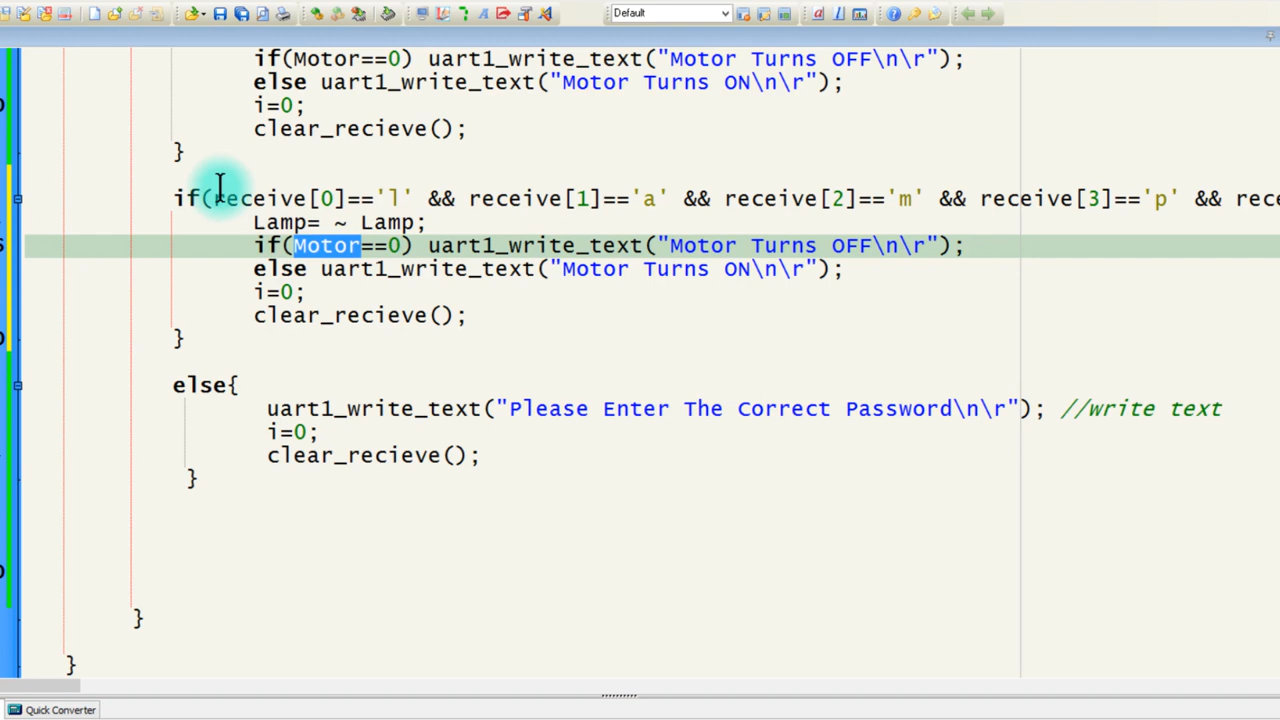 Default
if(Motor==0) uart1_write_text("Motor Turns OFF\n\r");
else uart1_write_text("Motor Turns ON\n\r");
i=0;
clear_recieve();
}
if(receive[0]=='l' && receive[1]=='a' && receive[2]=='m' && receive[3]=='p' && rece
Lamp= ~ Lamp;
if(Motor==0) uart1_write_text("Motor Turns OFF\n\r");
else uart1_write_text("Motor Turns ON\n\r");
i=0;
clear_recieve();
}
else{
uart1_write_text("Please Enter The Correct Password\n\r"); //write text
i=0;
clear_recieve();
}
}
}
Quick Converter